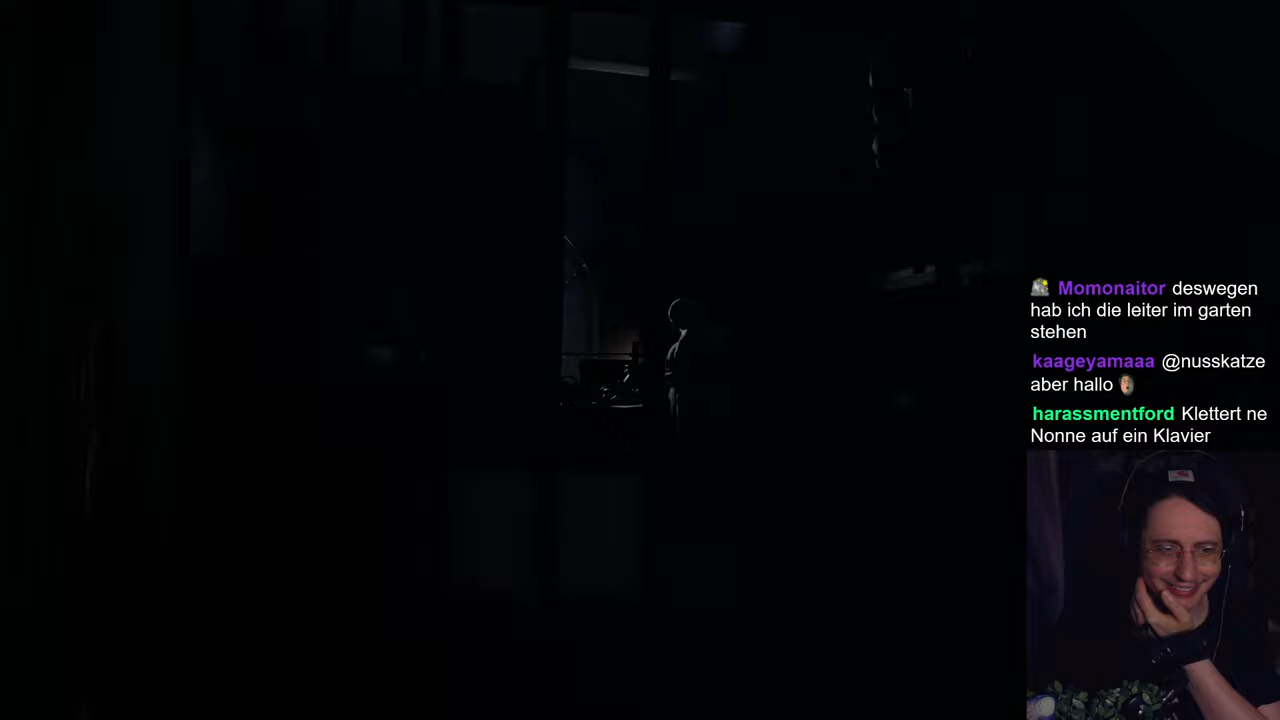 Momonaitor deswegen
hab ich die leiter im garten
stehen
kaageyamaaa @nusskatze
aber hallo
harassmentford Klettert ne
Nonne auf ein Klavier